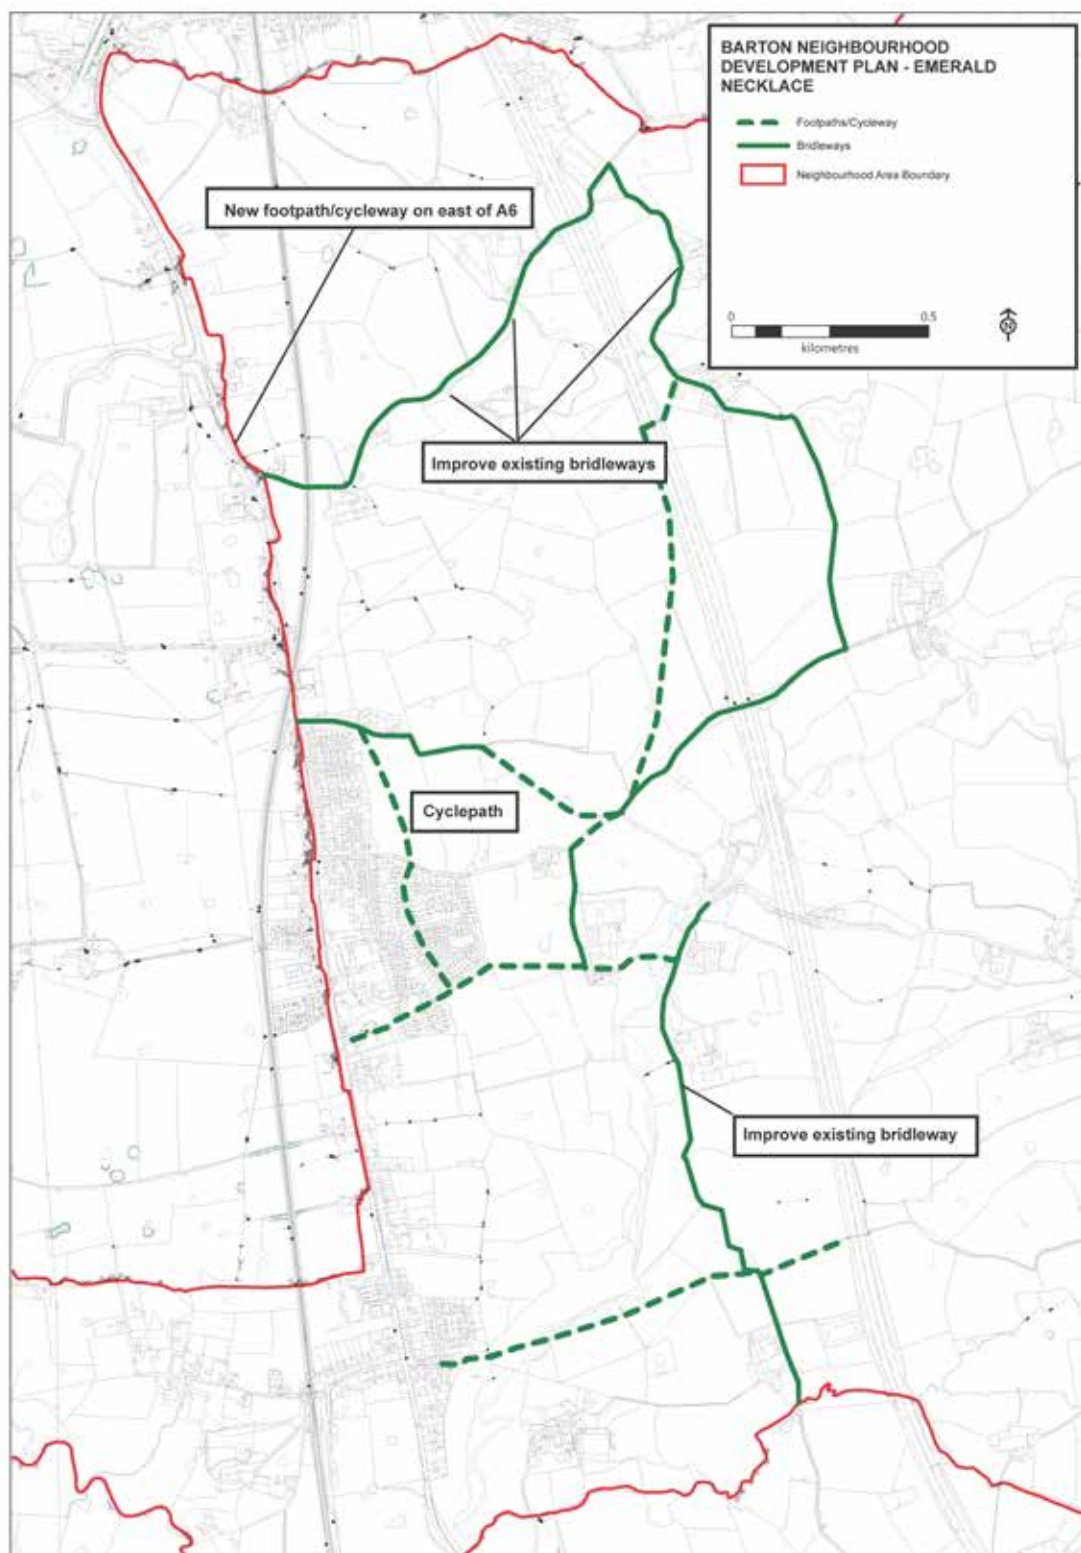 BARTON NEIGHBOURHOOD
DEVELOPMENT PLAN - EMERALD
NECKLACE
Footpaths/Cycleway
Bridleways
Neighbourhood Area Boundary
0 0.5
kilometres
N
New footpath/cycleway on east of A6
Improve existing bridleways
Cyclepath
Improve existing bridleway